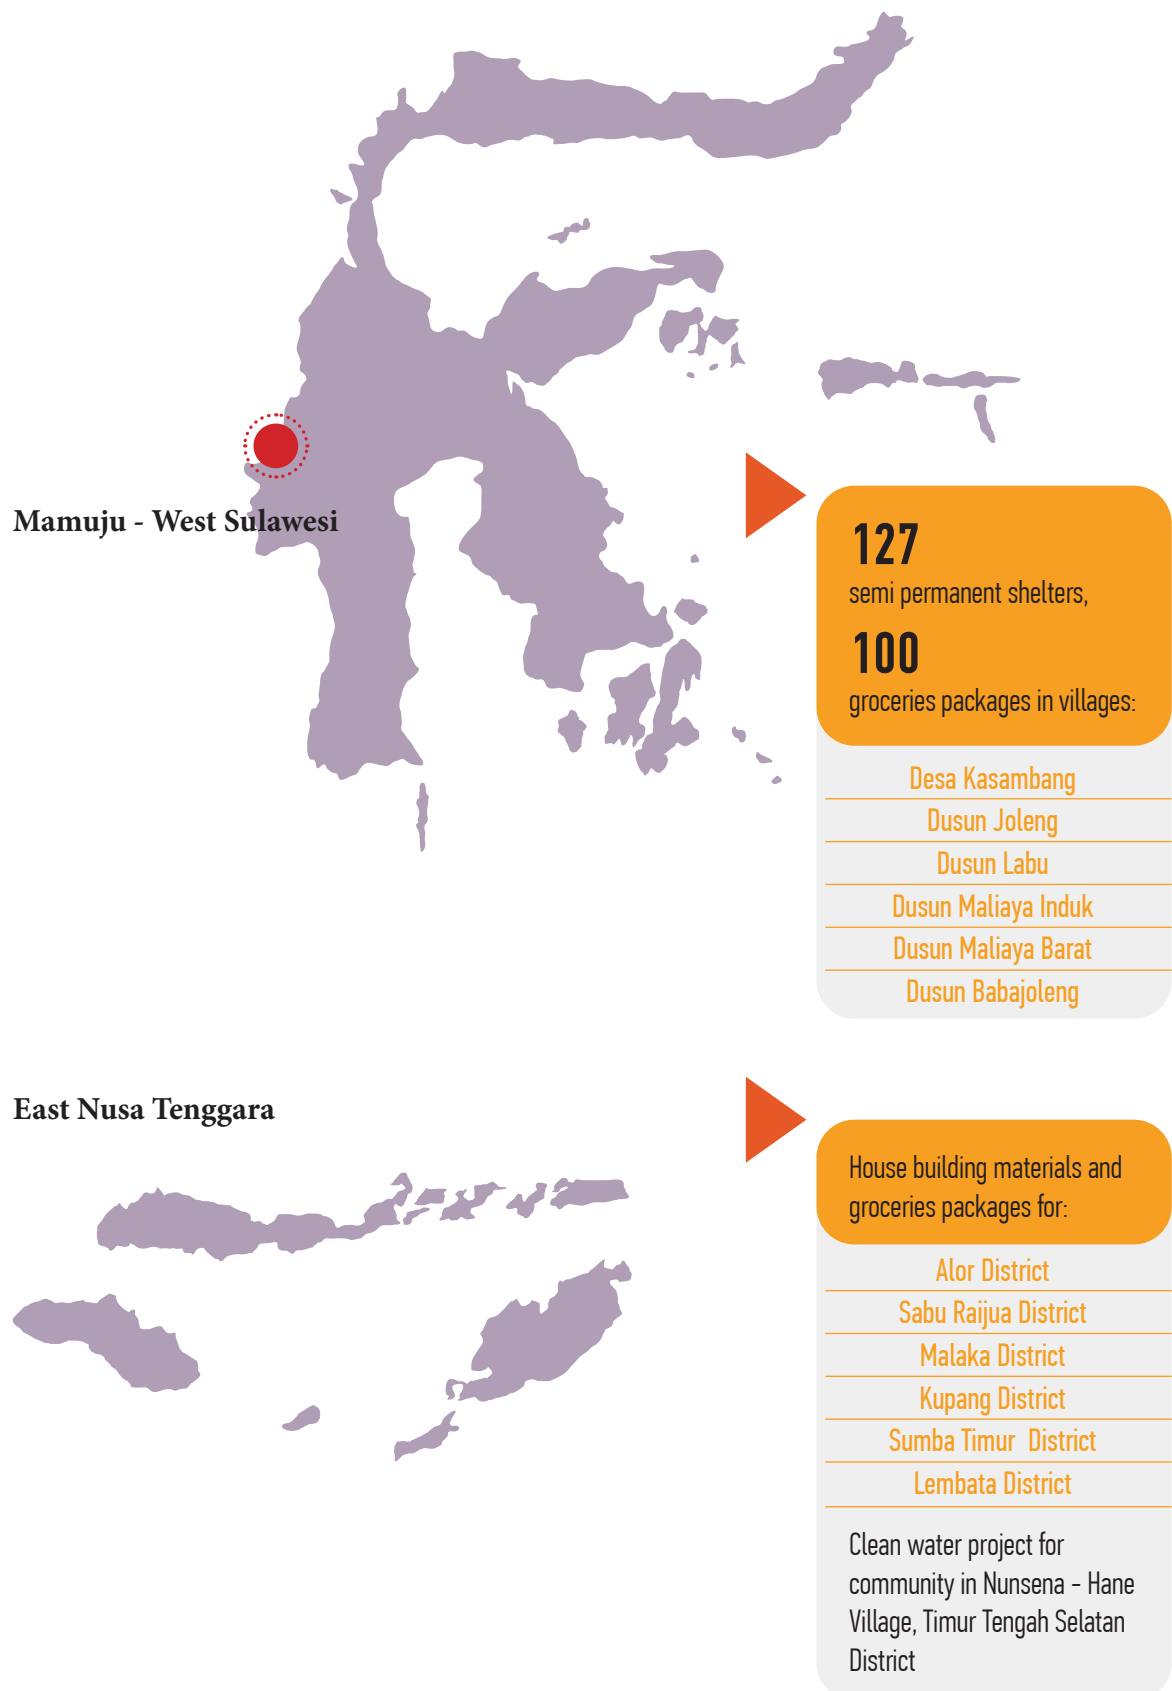 Mamuju - West Sulawesi
127
semi permanent shelters,
100
groceries packages in villages:
Desa Kasambang
Dusun Joleng
Dusun Labu
Dusun Maliaya Induk
Dusun Maliaya Barat
Dusun Babajoleng
East Nusa Tenggara
House building materials and
groceries packages for:
Alor District
Sabu Raijua District
Malaka District
Kupang District
Sumba Timur District
Lembata District
Clean water project for
community in Nunsena - Hane
Village, Timur Tengah Selatan
District